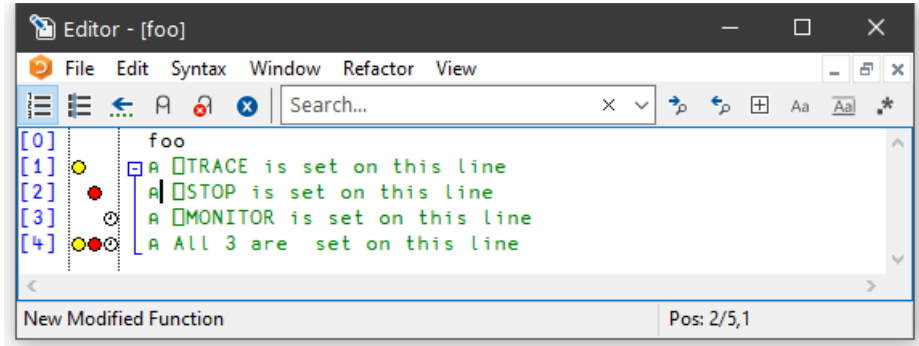 Editor - [foo]
File Edit Syntax Window Refactor View
Search... Aa Aa .*
[0] foo
[1] ⍝ ⎕TRACE is set on this line
[2] ⍝ ⎕STOP is set on this line
[3] ⍝ ⎕MONITOR is set on this line
[4] ⍝ All 3 are  set on this line
New Modified Function Pos: 2/5,1